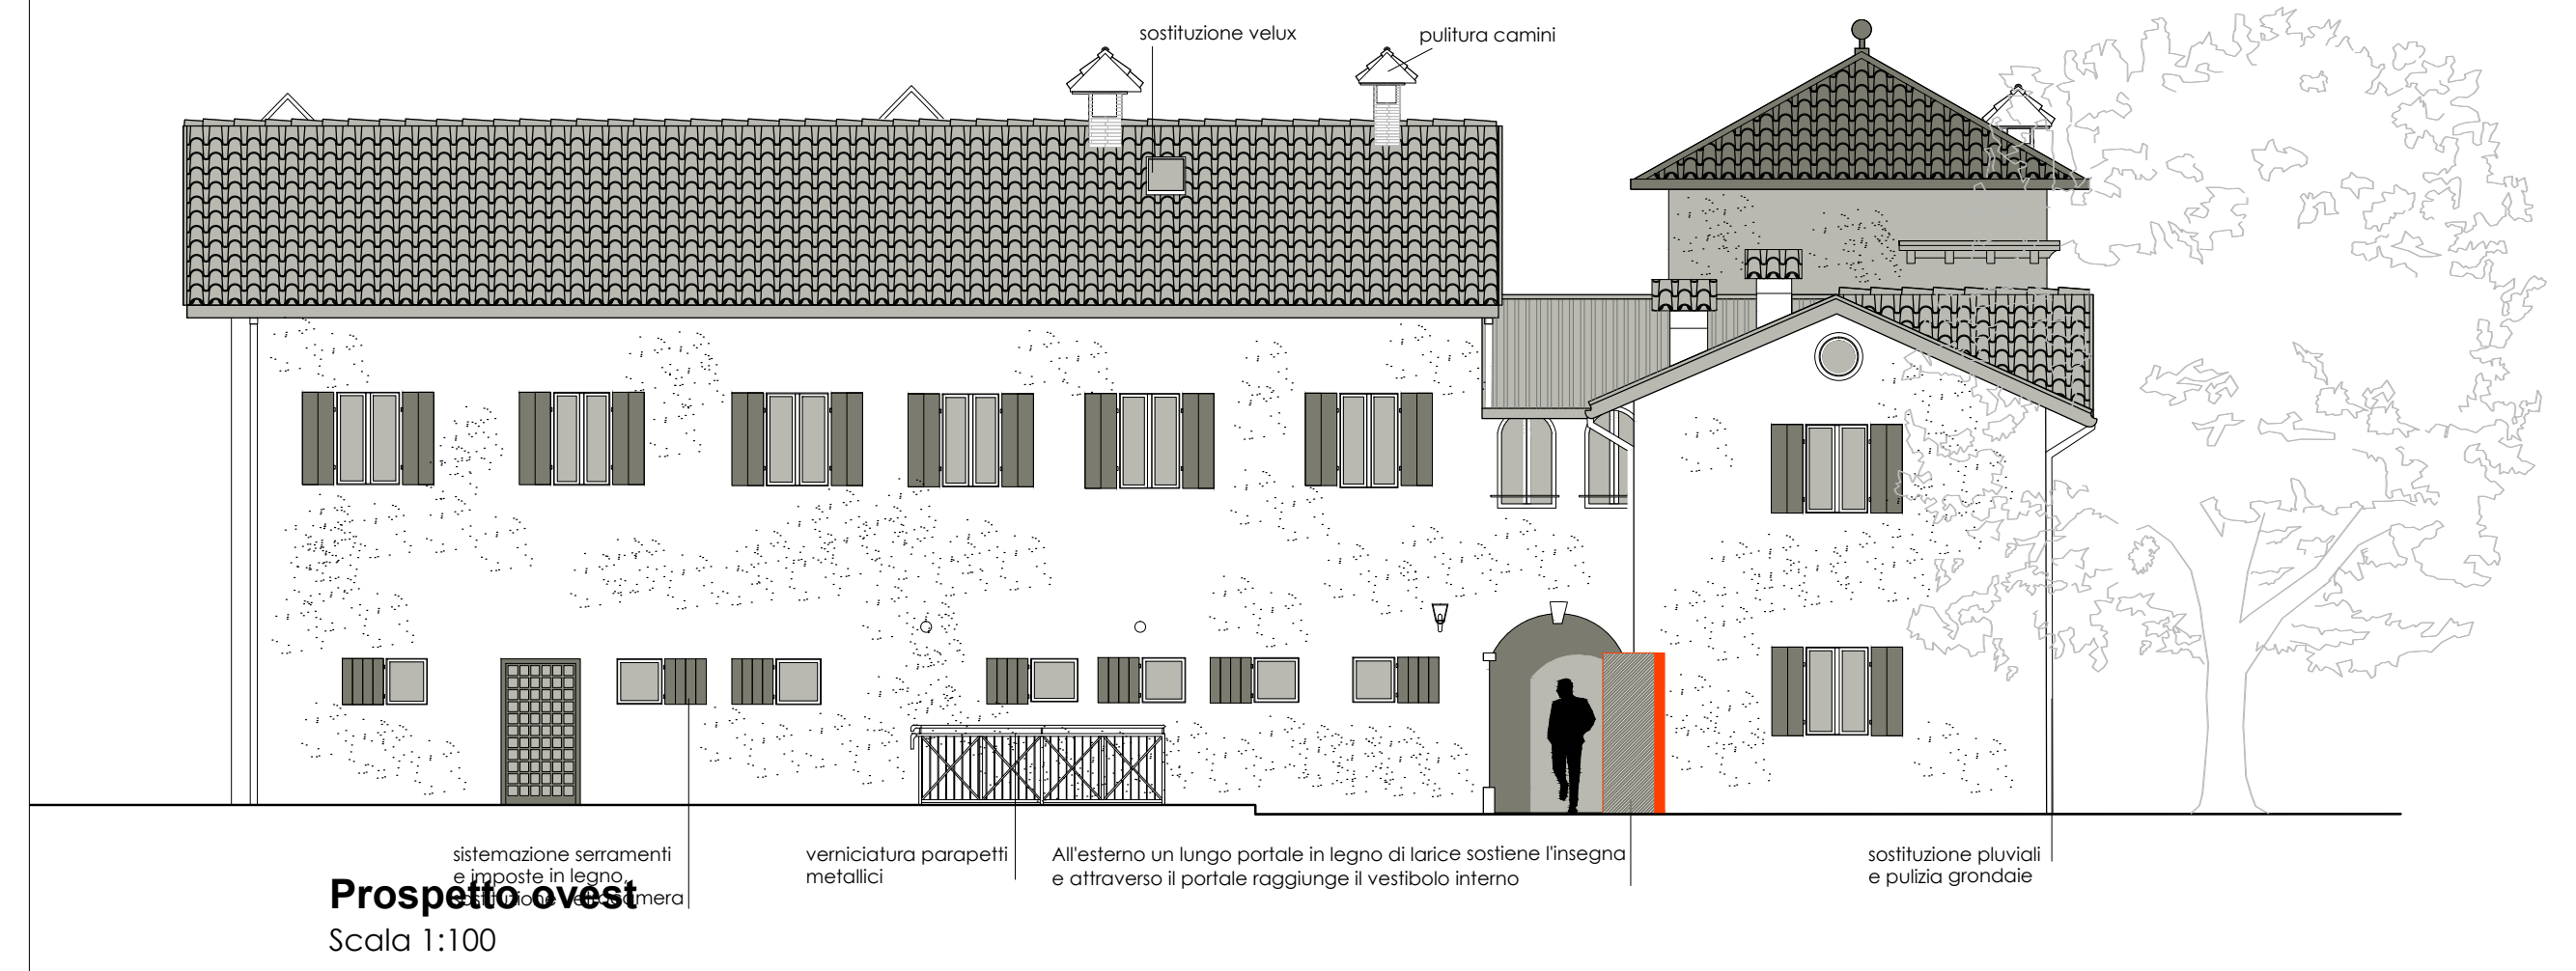 sostituzione velux
pulitura camini
sistemazione serramenti
e imposte in legno,
sostituzione vetrocamera
verniciatura parapetti
metallici
All'esterno un lungo portale in legno di larice sostiene l'insegna
e attraverso il portale raggiunge il vestibolo interno
sostituzione pluviali
e pulizia grondaie
Prospetto ovest
Scala 1:100